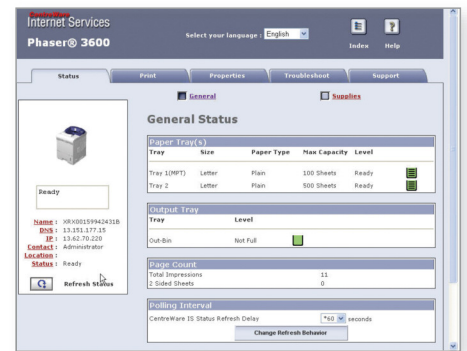 CentreWare
Internet Services
Phaser® 3600
Select your language : English
Index
Help
Status
Print
Properties
Troubleshoot
Support
General
Supplies
Ready
Name : XRX00159942431B
DNS : 13.151.177.15
IP : 13.62.70.220
Contact : Administrator
Location :
Status : Ready
Refresh Status
General Status
Paper Tray(s)
Tray Size Paper Type Max Capacity Level
Tray 1(MPT) Letter Plain 100 Sheets Ready
Tray 2 Letter Plain 500 Sheets Ready
Output Tray
Tray Level
Out-Bin Not Full
Page Count
Total Impressions 11
2 Sided Sheets 0
Polling Interval
CentreWare IS Status Refresh Delay *60 seconds
Change Refresh Behavior